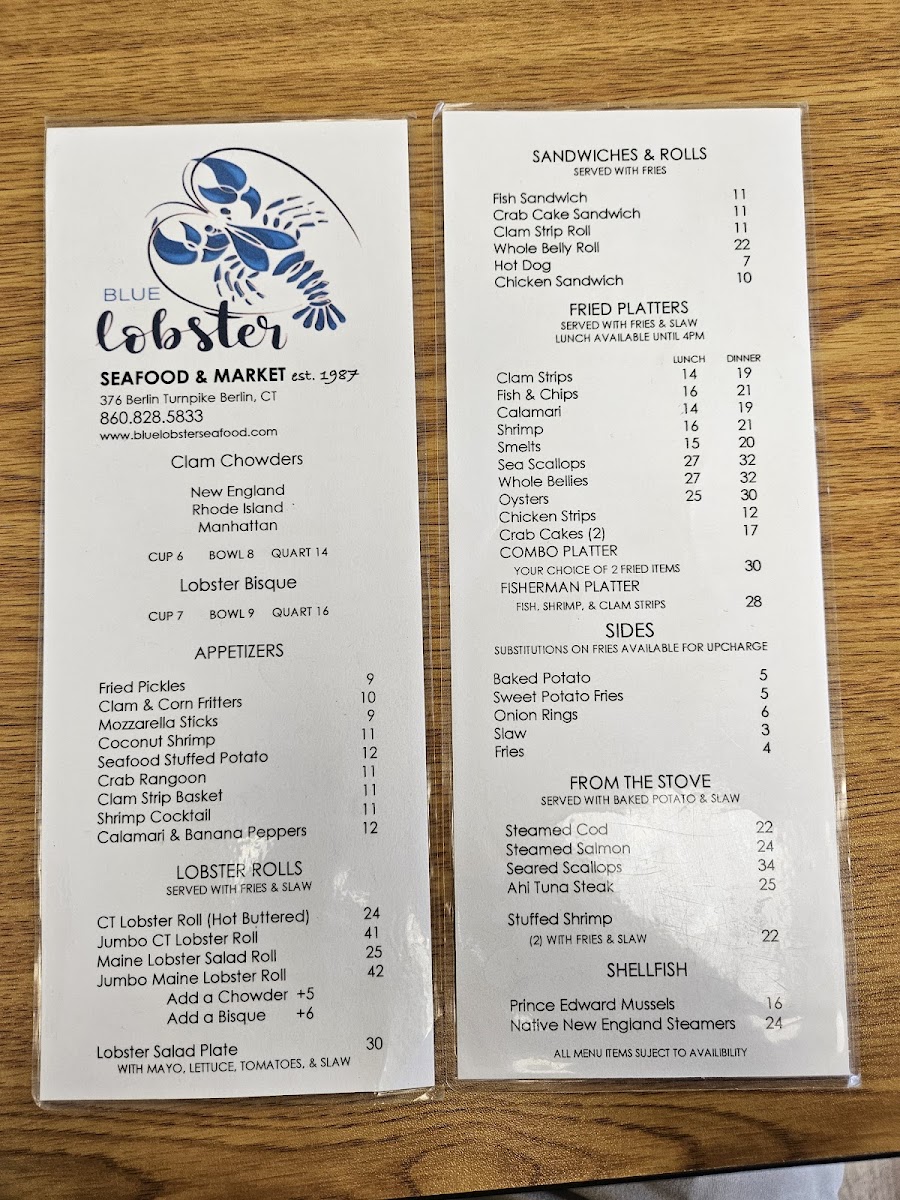 BLUE
lobster
SEAFOOD & MARKET est. 1987
376 Berlin Turnpike Berlin, CT
860.828.5833
www.bluelobsterseafood.com
Clam Chowders
New England
Rhode Island
Manhattan
CUP 6 BOWL 8 QUART 14
Lobster Bisque
CUP 7 BOWL 9 QUART 16
APPETIZERS
Fried Pickles 9
Clam & Corn Fritters 10
Mozzarella Sticks 9
Coconut Shrimp 11
Seafood Stuffed Potato 12
Crab Rangoon 11
Clam Strip Basket 11
Shrimp Cocktail 11
Calamari & Banana Peppers 12
LOBSTER ROLLS
SERVED WITH FRIES & SLAW
CT Lobster Roll (Hot Buttered) 24
Jumbo CT Lobster Roll 41
Maine Lobster Salad Roll 25
Jumbo Maine Lobster Roll 42
Add a Chowder +5
Add a Bisque +6
Lobster Salad Plate 30
WITH MAYO, LETTUCE, TOMATOES, & SLAW
SANDWICHES & ROLLS
SERVED WITH FRIES
Fish Sandwich 11
Crab Cake Sandwich 11
Clam Strip Roll 11
Whole Belly Roll 22
Hot Dog 7
Chicken Sandwich 10
FRIED PLATTERS
SERVED WITH FRIES & SLAW
LUNCH AVAILABLE UNTIL 4PM
LUNCH DINNER
Clam Strips 14 19
Fish & Chips 16 21
Calamari 14 19
Shrimp 16 21
Smelts 15 20
Sea Scallops 27 32
Whole Bellies 27 32
Oysters 25 30
Chicken Strips 12
Crab Cakes (2) 17
COMBO PLATTER
YOUR CHOICE OF 2 FRIED ITEMS 30
FISHERMAN PLATTER
FISH, SHRIMP, & CLAM STRIPS 28
SIDES
SUBSTITUTIONS ON FRIES AVAILABLE FOR UPCHARGE
Baked Potato 5
Sweet Potato Fries 5
Onion Rings 6
Slaw 3
Fries 4
FROM THE STOVE
SERVED WITH BAKED POTATO & SLAW
Steamed Cod 22
Steamed Salmon 24
Seared Scallops 34
Ahi Tuna Steak 25
Stuffed Shrimp
(2) WITH FRIES & SLAW 22
SHELLFISH
Prince Edward Mussels 16
Native New England Steamers 24
ALL MENU ITEMS SUJECT TO AVAILIBILITY